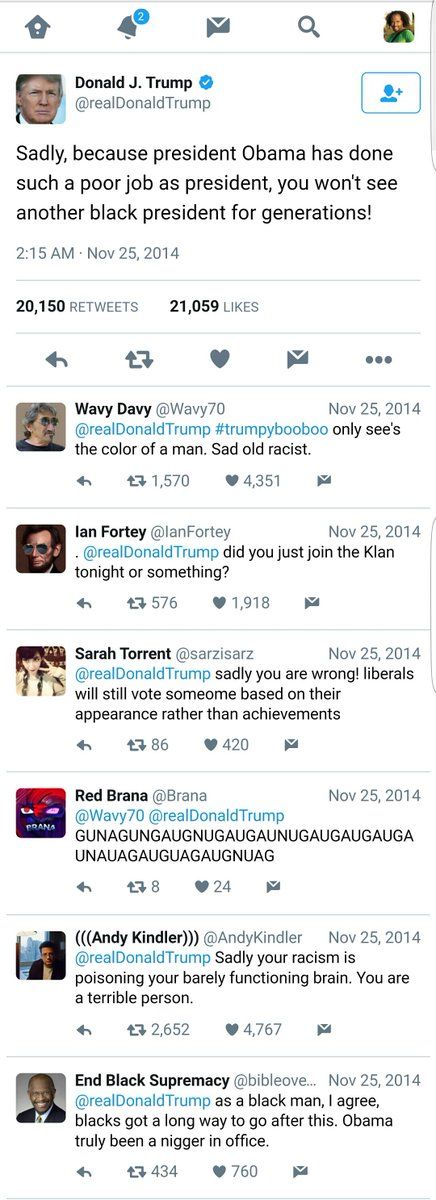 2
Donald J. Trump
@realDonaldTrump
Sadly, because president Obama has done
such a poor job as president, you won't see
another black president for generations!
2:15 AM · Nov 25, 2014
20,150 RETWEETS 21,059 LIKES
Wavy Davy @Wavy70 Nov 25, 2014
@realDonaldTrump #trumpybooboo only see's
the color of a man. Sad old racist.
1,570 4,351
Ian Fortey @IanFortey Nov 25, 2014
. @realDonaldTrump did you just join the Klan
tonight or something?
576 1,918
Sarah Torrent @sarzisarz Nov 25, 2014
@realDonaldTrump sadly you are wrong! liberals
will still vote someome based on their
appearance rather than achievements
86 420
BRANA
Red Brana @Brana Nov 25, 2014
@Wavy70 @realDonaldTrump
GUNAGUNGAUGNUGAUGAUNUGAUGAUGAUGA
UNAUAGAUGUAGAUGNUAG
8 24
(((Andy Kindler))) @AndyKindler Nov 25, 2014
@realDonaldTrump Sadly your racism is
poisoning your barely functioning brain. You are
a terrible person.
2,652 4,767
End Black Supremacy @bibleove... Nov 25, 2014
@realDonaldTrump as a black man, I agree,
blacks got a long way to go after this. Obama
truly been a nigger in office.
434 760